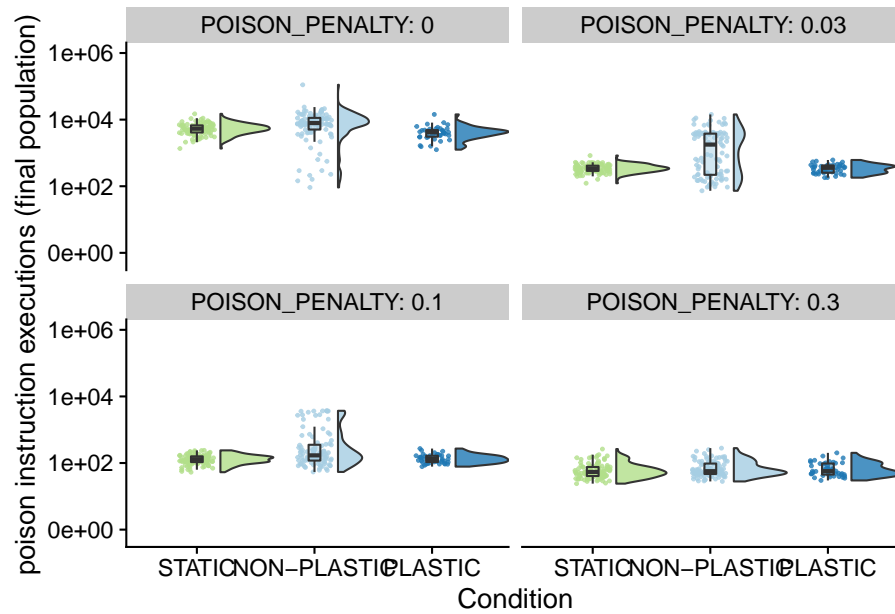 poison instruction executions (final population)
POISON_PENALTY: 0
POISON_PENALTY: 0.03
1e+06
1e+04
1e+02
0e+00
POISON_PENALTY: 0.1
POISON_PENALTY: 0.3
1e+06
1e+04
1e+02
0e+00
STATIC NON−PLASTIC PLASTIC
STATIC NON−PLASTIC PLASTIC
Condition